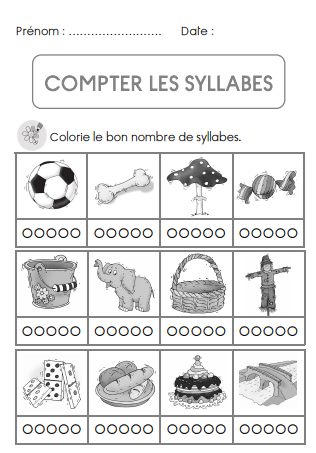 Prénom : ........................ Date :
COMPTER LES SYLLABES
Colorie le bon nombre de syllabes.